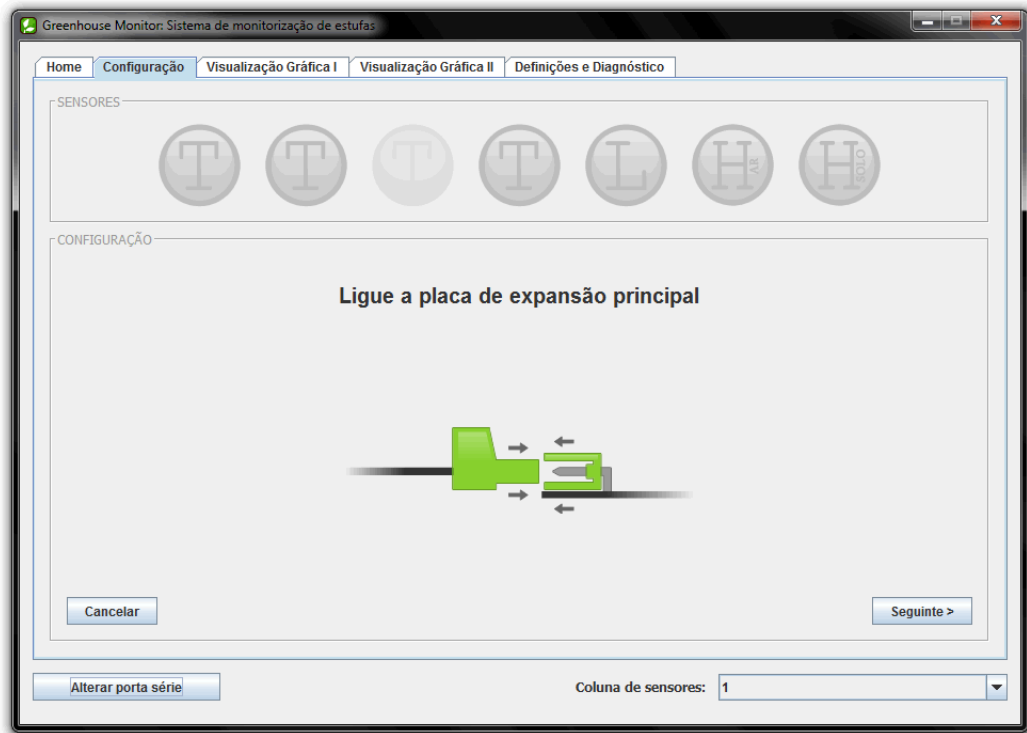 Greenhouse Monitor: Sistema de monitorização de estufas
Home Configuração Visualização Gráfica I Visualização Gráfica II Definições e Diagnóstico
SENSORES
T T T T L H AR H SOLO
CONFIGURAÇÃO
Ligue a placa de expansão principal
Cancelar Seguinte >
Alterar porta série Coluna de sensores: 1